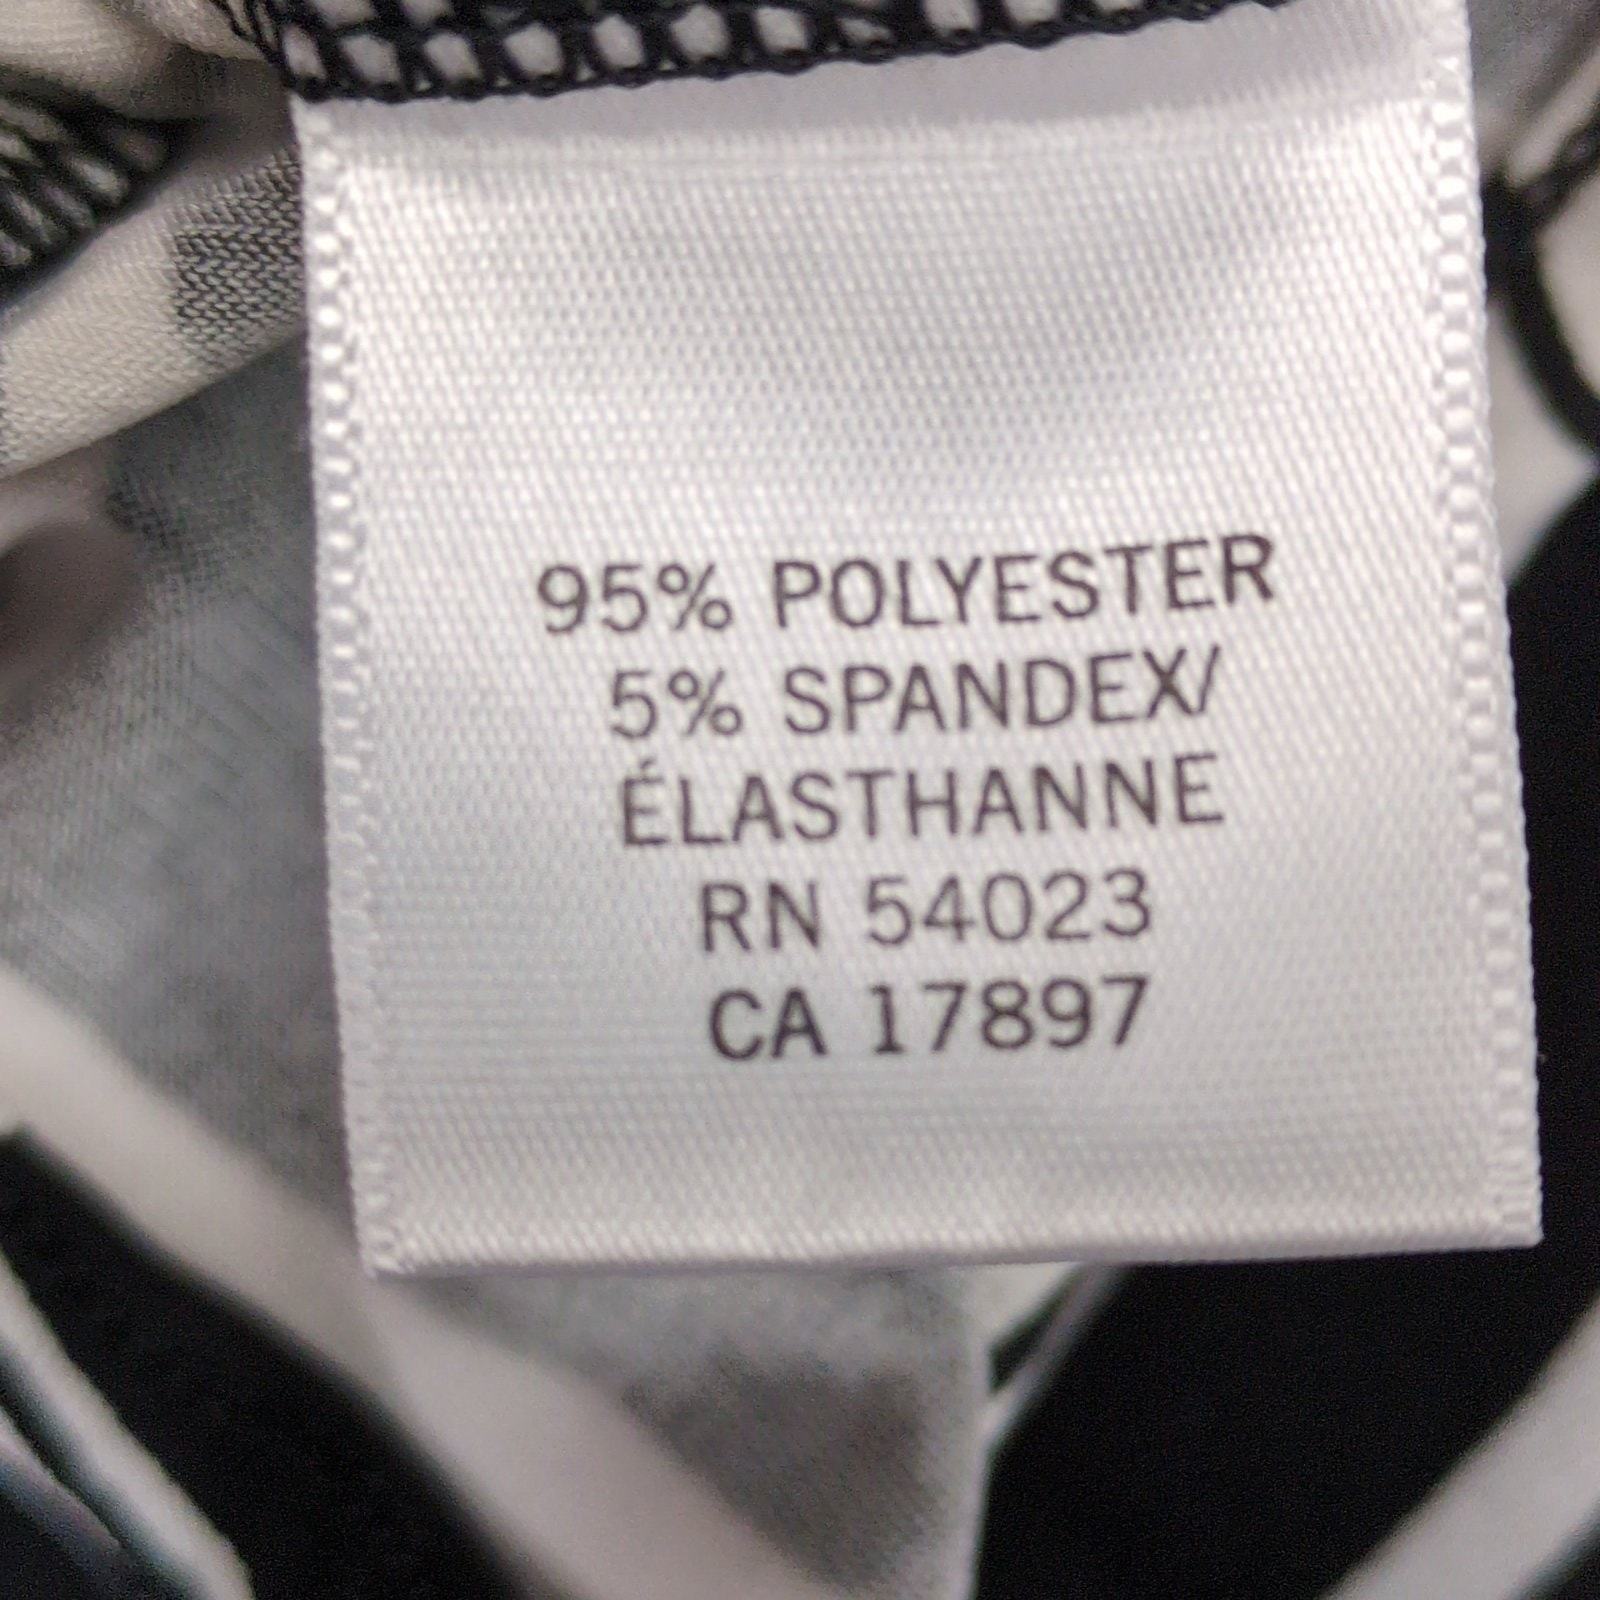 95% POLYESTER
5% SPANDEX/
ÉLASTHANNE
RN 54023
CA 17897